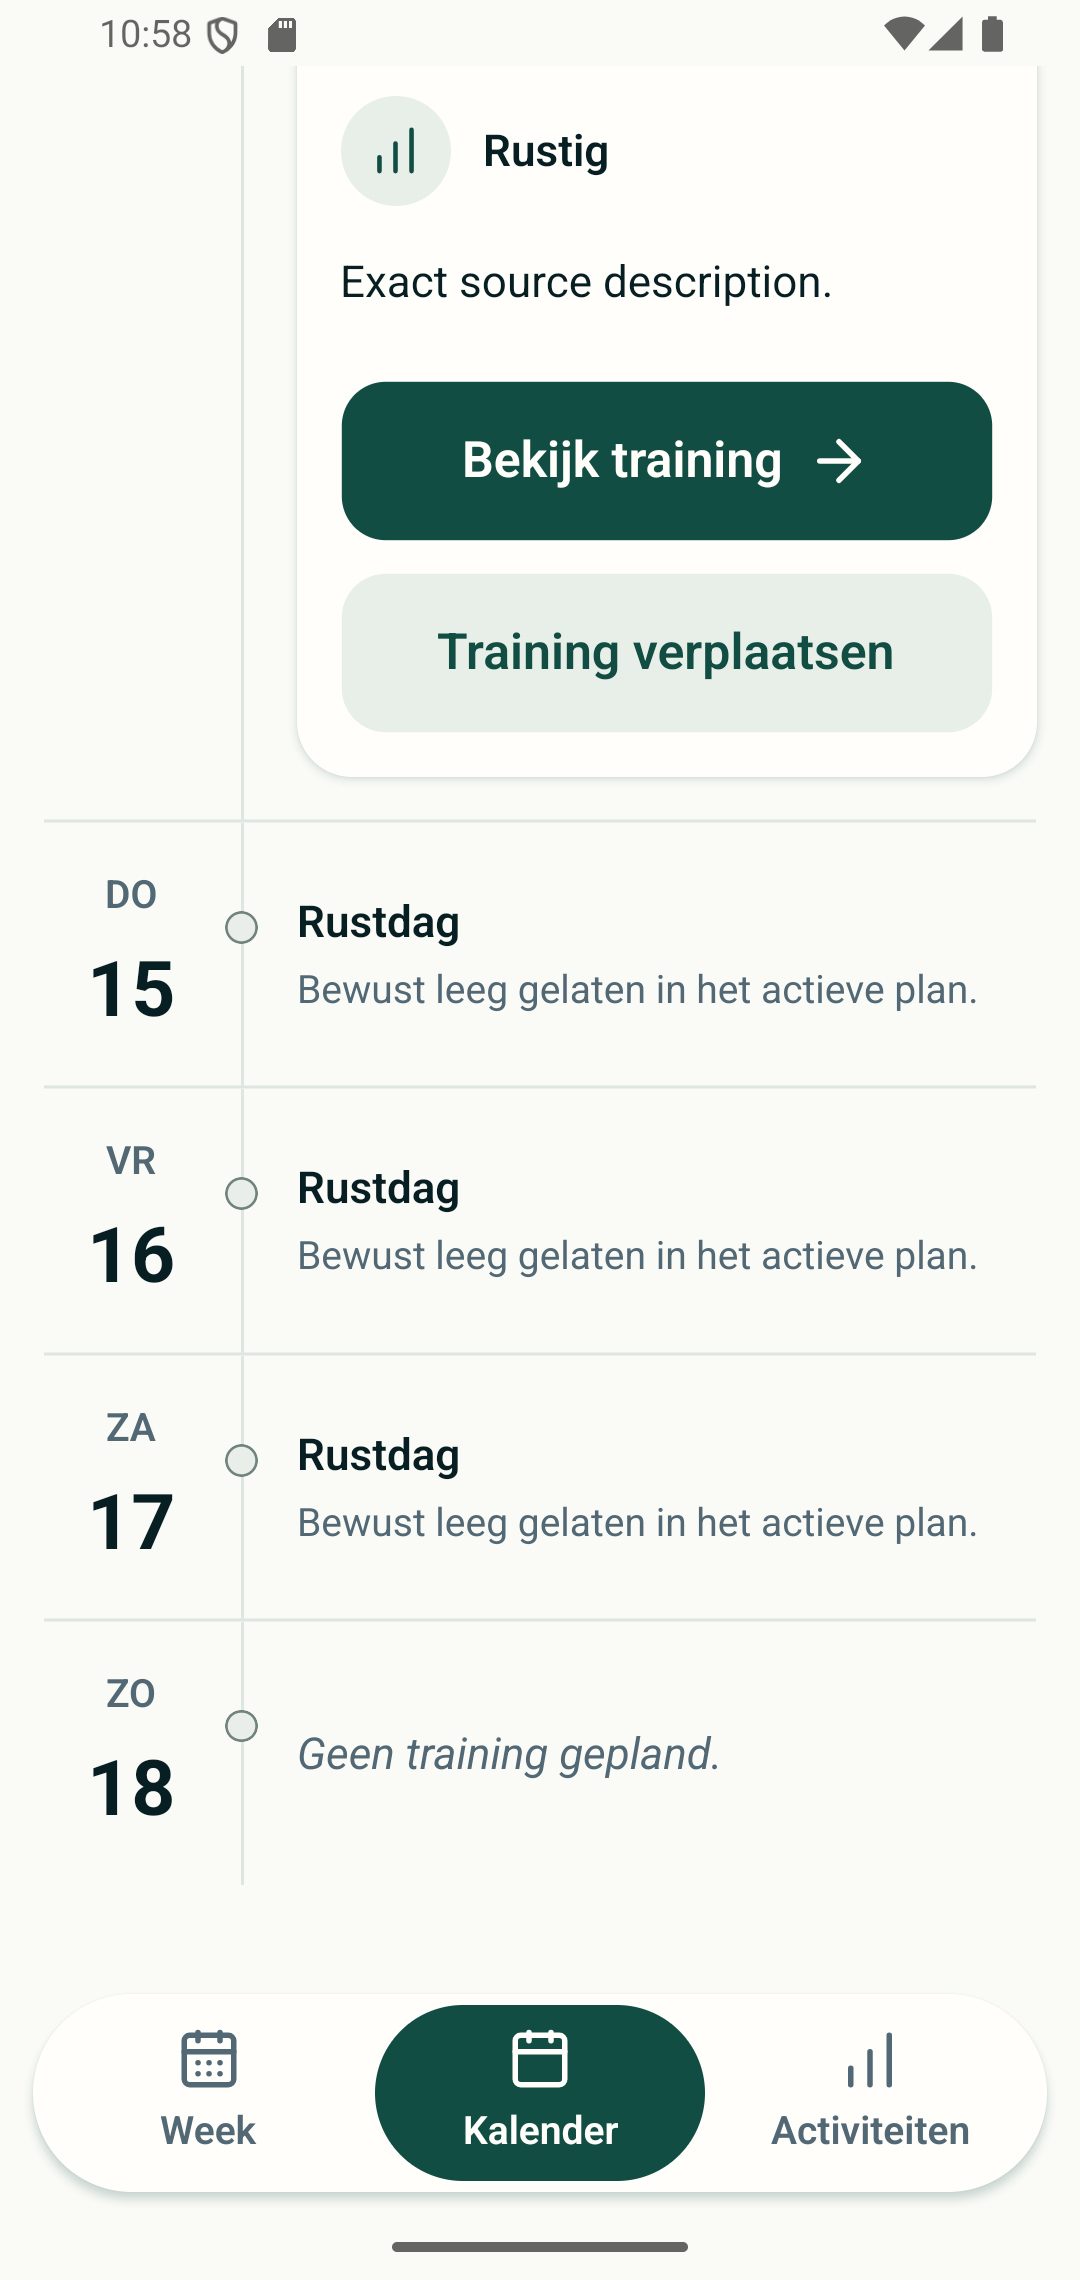 10:58
Rustig
Exact source description.
Bekijk training
Training verplaatsen
DO
15
Rustdag
Bewust leeg gelaten in het actieve plan.
VR
16
Rustdag
Bewust leeg gelaten in het actieve plan.
ZA
17
Rustdag
Bewust leeg gelaten in het actieve plan.
ZO
18
Geen training gepland.
Week
Kalender
Activiteiten